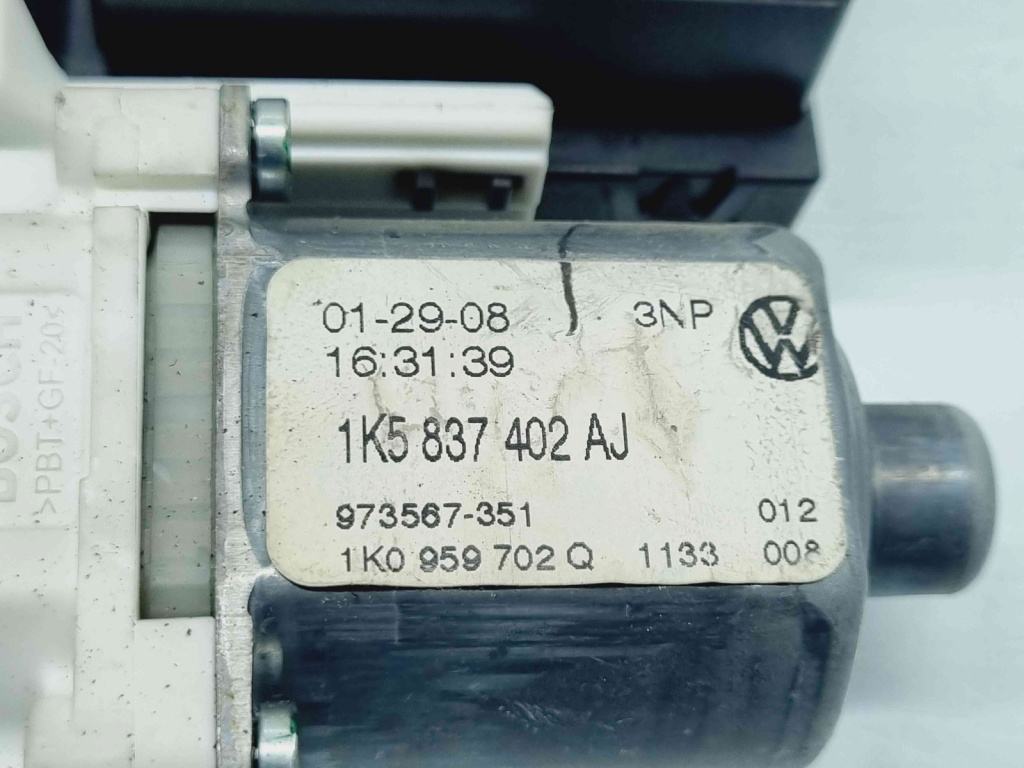 01-29-08 3NP
16:31:39
1K5 837 402 AJ
973567-351 012
1K0 959 702 Q 1133 008
BOSCH
>PBT+GF20<